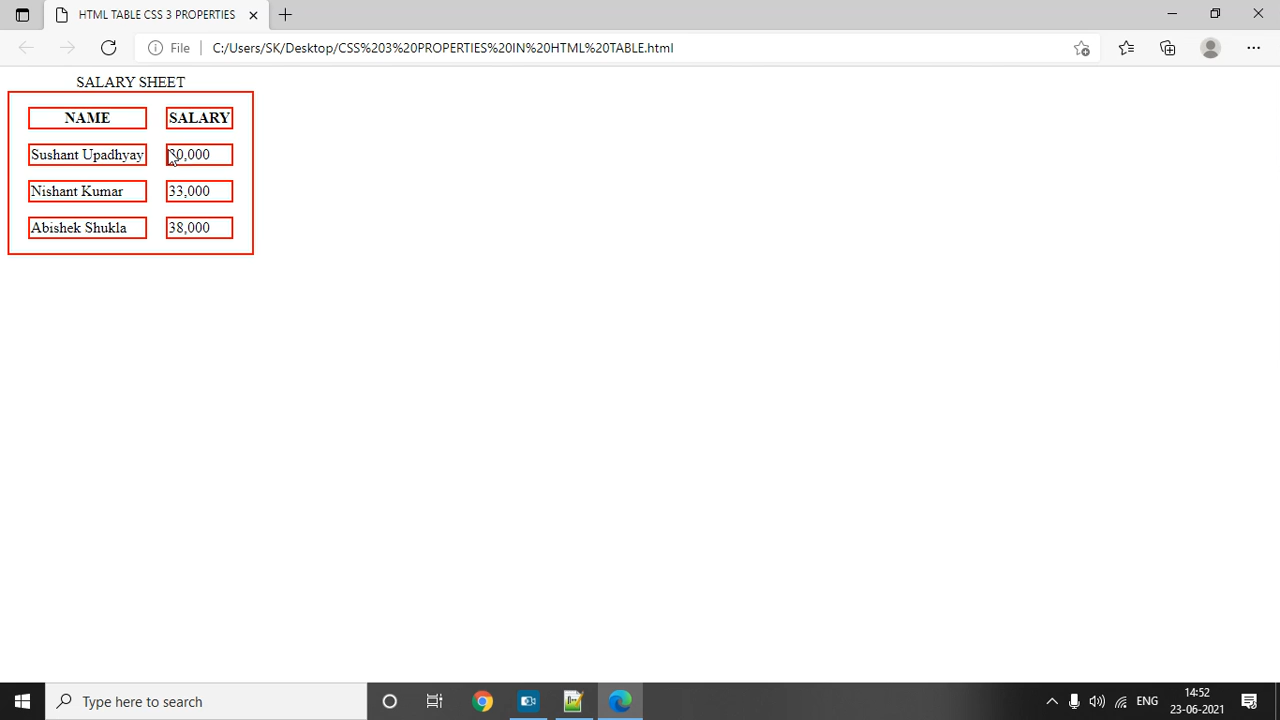 HTML TABLE CSS 3 PROPERTIES
File
C:/Users/SK/Desktop/CSS%203%20PROPERTIES%20IN%20HTML%20TABLE.html
SALARY SHEET
NAME SALARY
Sushant Upadhyay
Nishant Kumar 33,000
Abishek Shukla 38,000
Type here to search
ENG
14:52
23-06-2021